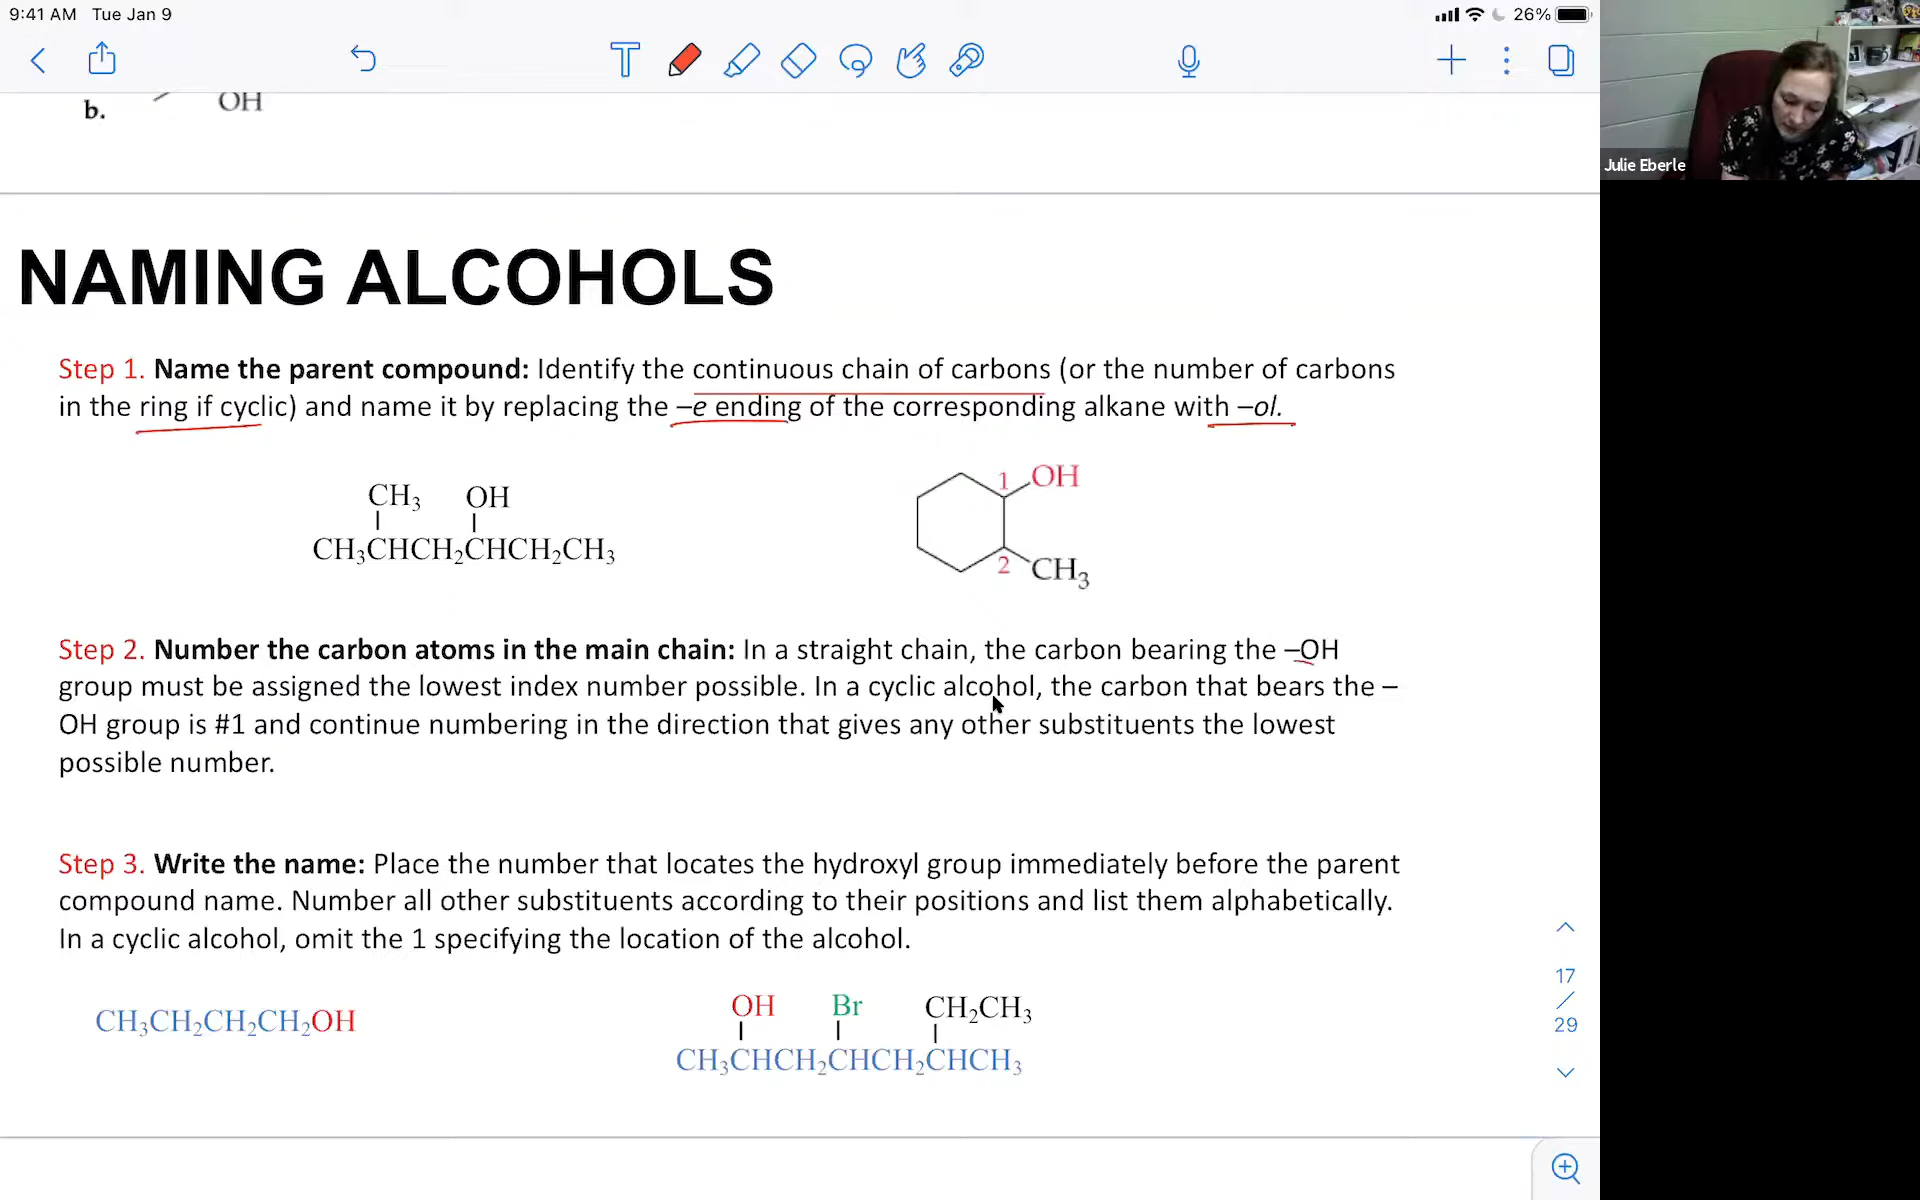 9:41 AM Tue Jan 9
26%
b.
OH
Julie Eberle
NAMING ALCOHOLS
Step 1. Name the parent compound: Identify the continuous chain of carbons (or the number of carbons
in the ring if cyclic) and name it by replacing the –e ending of the corresponding alkane with –ol.
CH₃ OH
CH₃CHCH₂CHCH₂CH₃
1 OH
2 CH₃
Step 2. Number the carbon atoms in the main chain: In a straight chain, the carbon bearing the –OH
group must be assigned the lowest index number possible. In a cyclic alcohol, the carbon that bears the –
OH group is #1 and continue numbering in the direction that gives any other substituents the lowest
possible number.
Step 3. Write the name: Place the number that locates the hydroxyl group immediately before the parent
compound name. Number all other substituents according to their positions and list them alphabetically.
In a cyclic alcohol, omit the 1 specifying the location of the alcohol.
CH₃CH₂CH₂CH₂OH
OH Br CH₂CH₃
CH₃CHCH₂CHCH₂CHCH₃
17
/
29